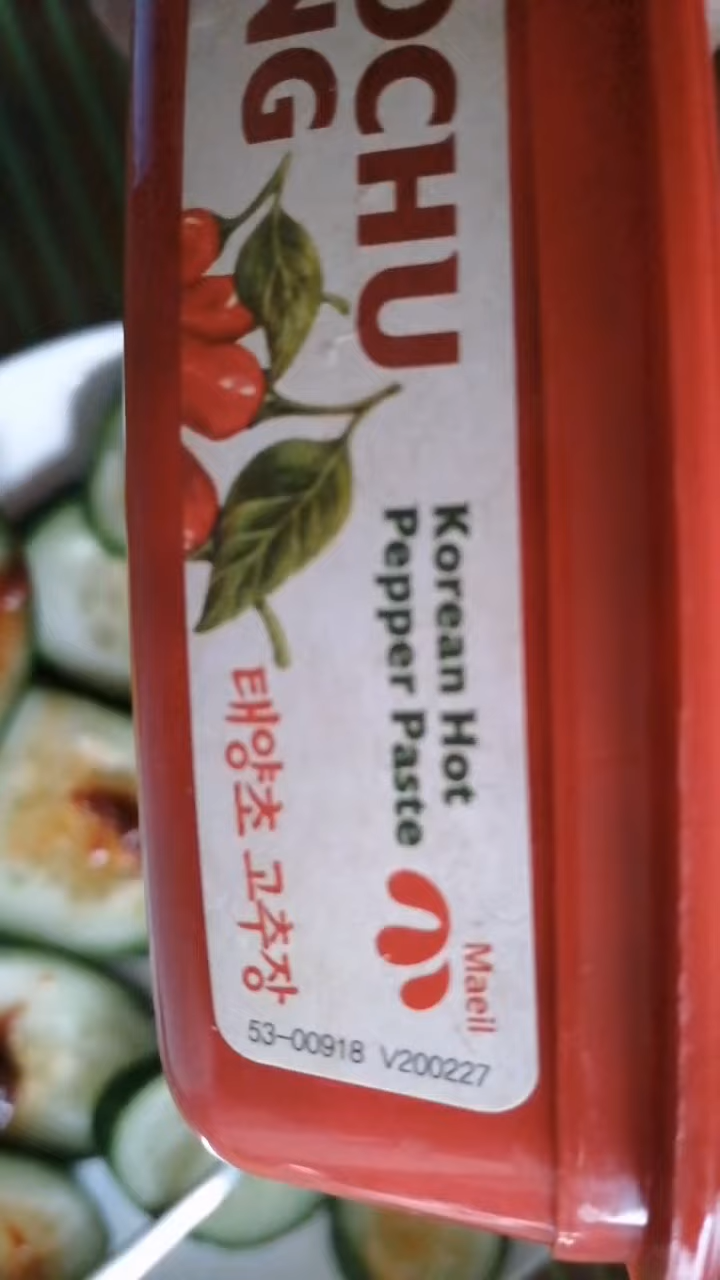 OCHU
NG
Korean Hot
Pepper Paste
Maeil
태양초 고추장
53-00918 V200227